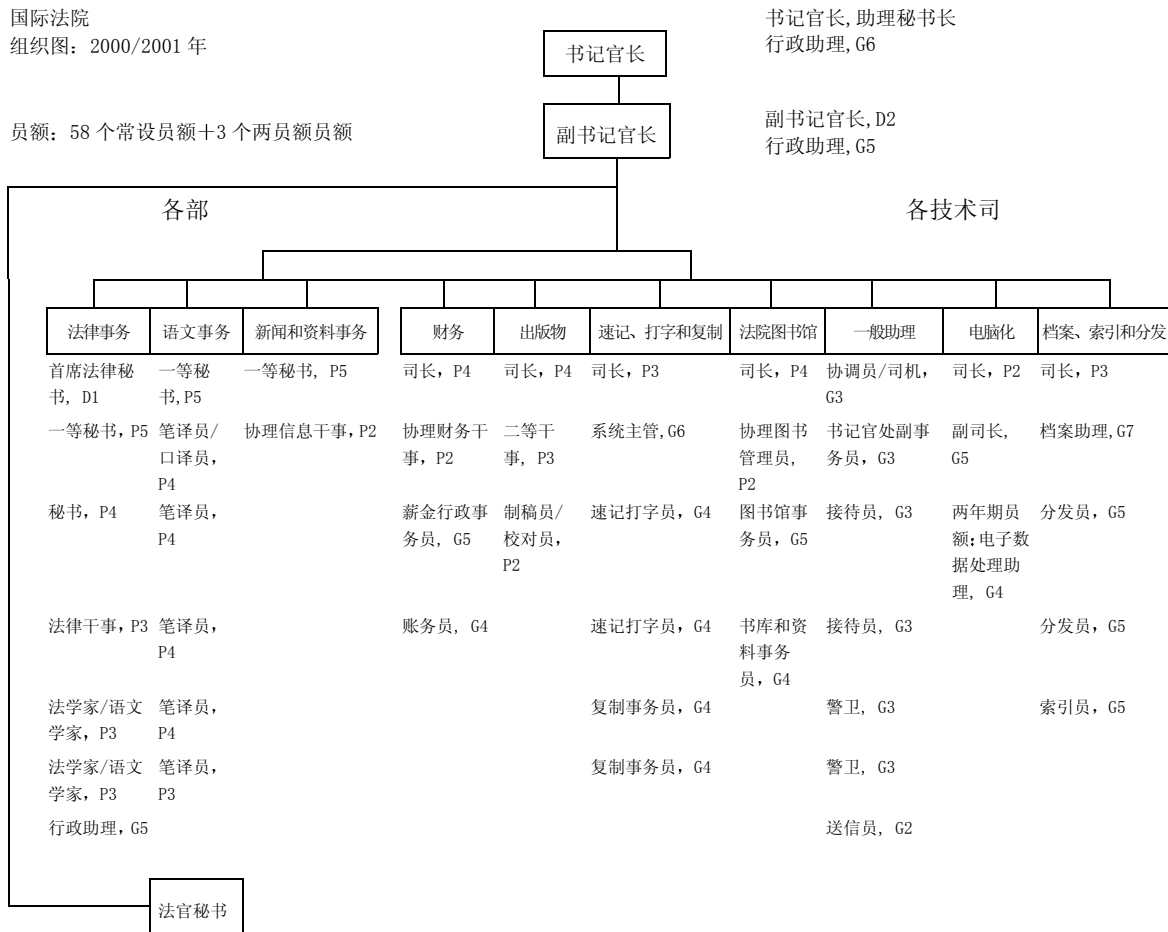 国际法院
组织图：2000/2001 年
书记官长
书记官长,助理秘书长
行政助理,G6
员额：58 个常设员额＋3 个两员额员额
副书记官长
副书记官长,D2
行政助理,G5
各部
各技术司
法律事务 语文事务 新闻和资料事务 财务 出版物 速记、打字和复制 法院图书馆 一般助理 电脑化 档案、索引和分发
首席法律秘 一等秘 一等秘书, P5 司长，P4 司长，P4 司长，P3 司长，P4 协调员/司机， 司长，P2 司长，P3
书, D1 书,P5 G3
一等秘书，P5 笔译员/ 协理信息干事，P2 协理财务干 二等干 系统主管,G6 协理图书 书记官处副事 副司长, 档案助理,G7
口译员， 事，P2 事, P3 管理员, 务员，G3 G5
P4 P2
秘书，P4 笔译员， 薪金行政事 制稿员/ 速记打字员，G4 图书馆事 接待员，G3 两年期员 分发员，G5
P4 务员, G5 校对员， 务员，G5 额：电子数
P2 据处理助
理, G4
法律干事，P3 笔译员， 账务员, G4 速记打字员，G4 书库和资 接待员，G3 分发员，G5
P4 料事务
员，G4
法学家/语文 笔译员， 复制事务员，G4 警卫, G3 索引员，G5
学家，P3 P4
法学家/语文 笔译员， 复制事务员，G4 警卫, G3
学家，P3 P3
行政助理，G5 送信员, G2
法官秘书